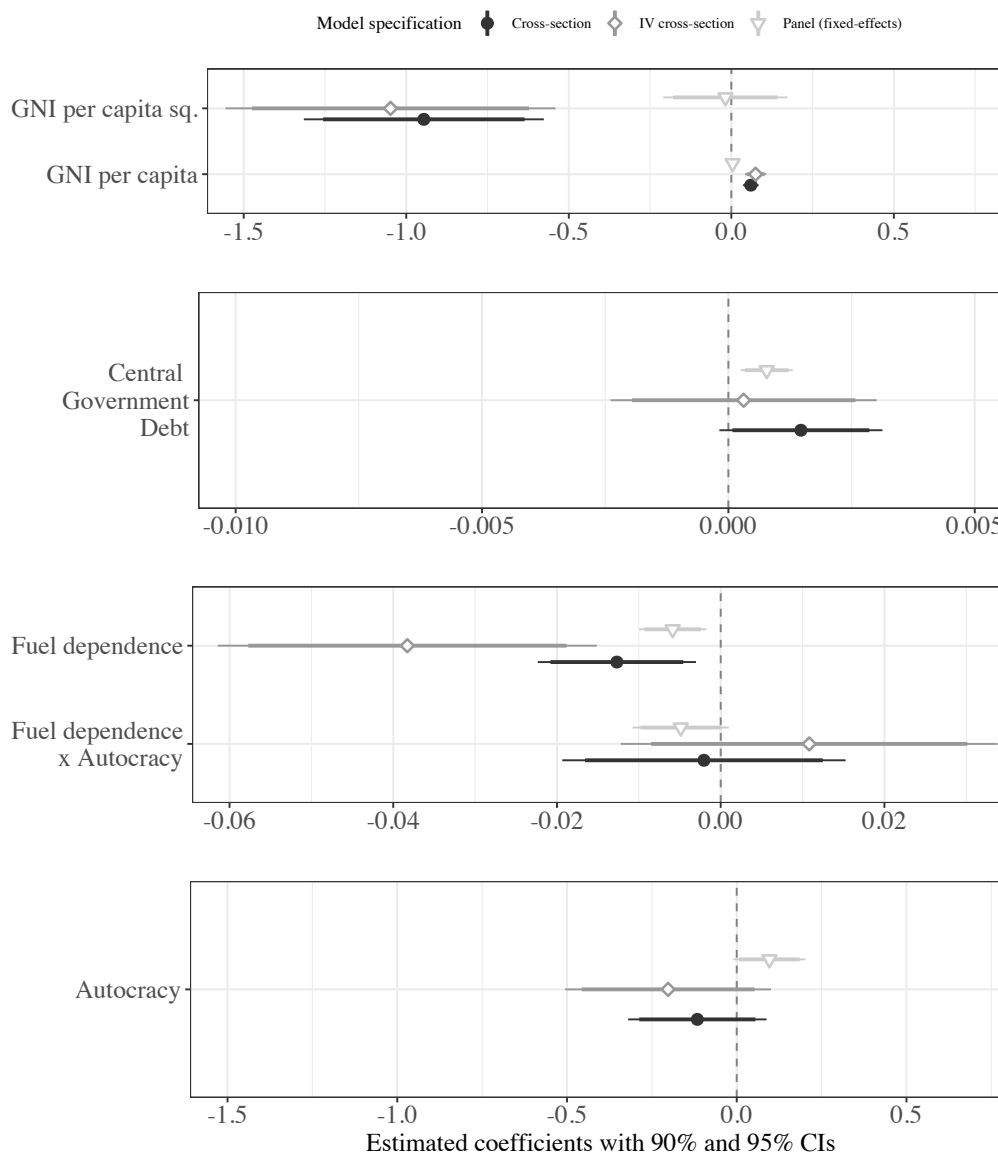 Model specification Cross-section IV cross-section Panel (fixed-effects)
GNI per capita sq.
GNI per capita
-1.5 -1.0 -0.5 0.0 0.5
Central
Government
Debt
-0.010 -0.005 0.000 0.005
Fuel dependence
Fuel dependence
x Autocracy
-0.06 -0.04 -0.02 0.00 0.02
Autocracy
-1.5 -1.0 -0.5 0.0 0.5
Estimated coefficients with 90% and 95% CIs